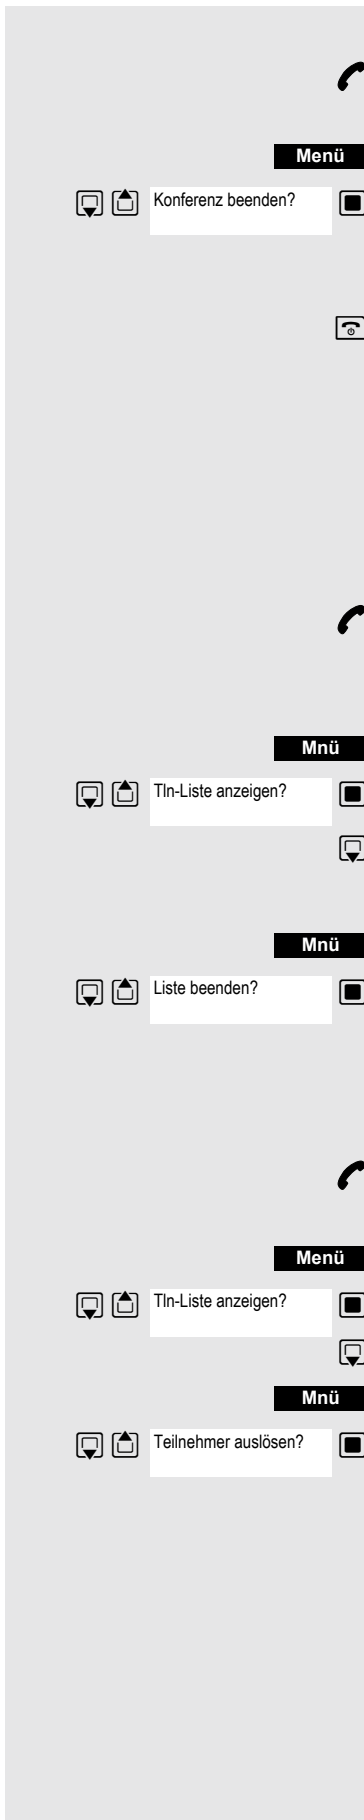 Menü
Konferenz beenden?
Mnü
Tln-Liste anzeigen?
Mnü
Liste beenden?
Menü
Tln-Liste anzeigen?
Mnü
Teilnehmer auslösen?